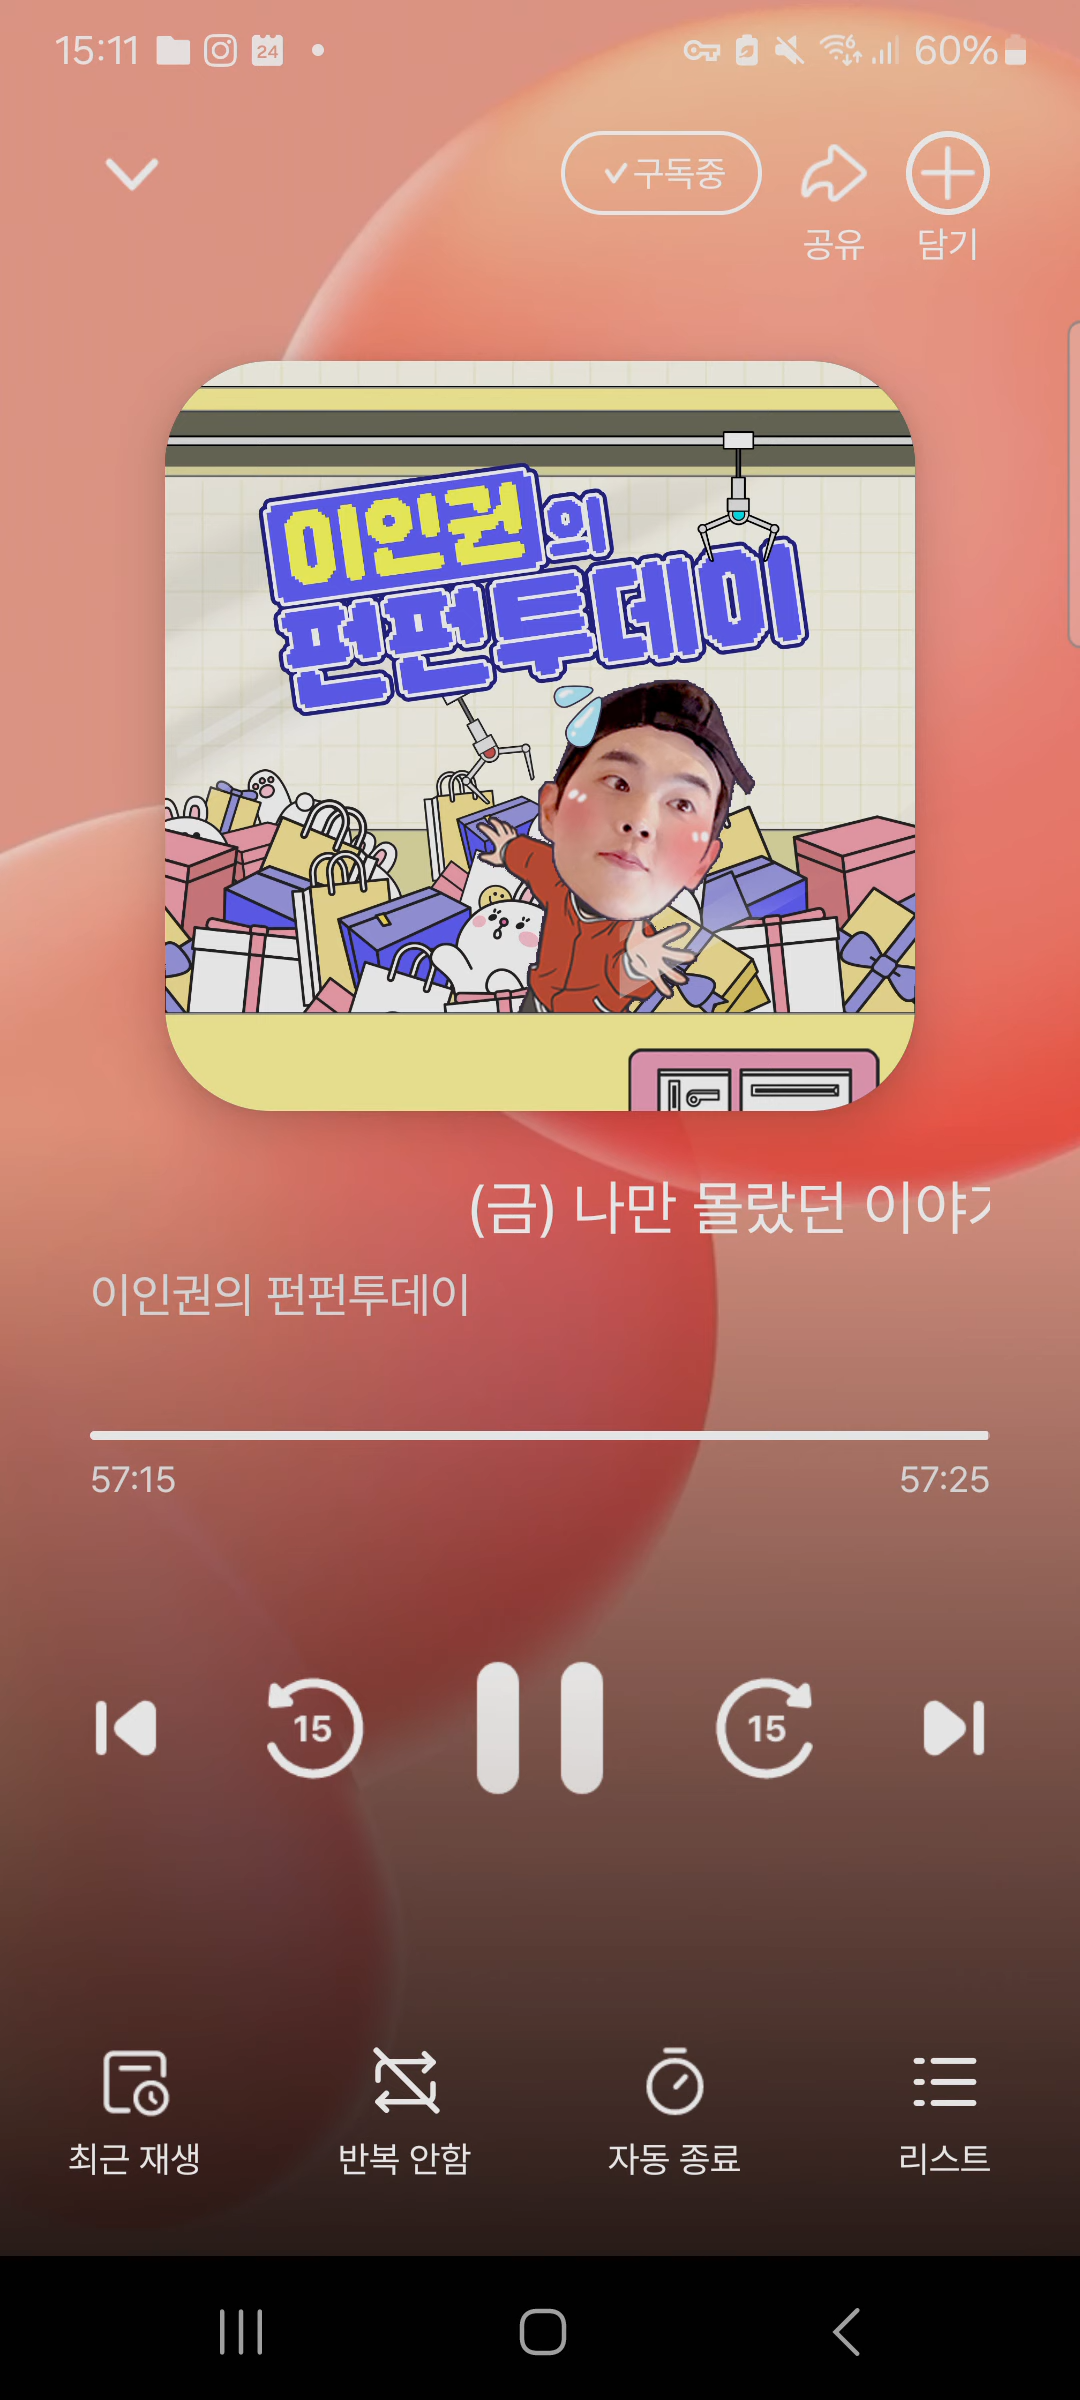 15:11
24
6
60%
구독중
공유
담기
이인권의
펀펀투데이
(금) 나만 몰랐던 이야
이인권의 펀펀투데이
57:15
57:25
15
15
최근 재생
반복 안함
자동 종료
리스트